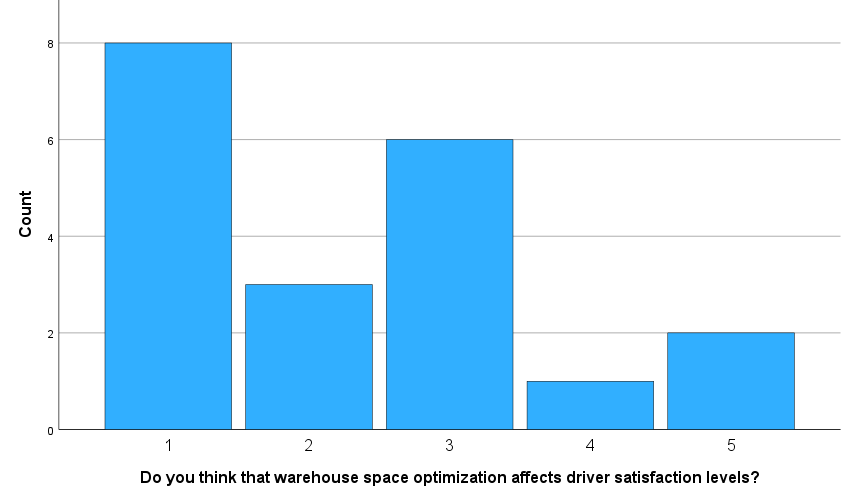 8
6
4
2
0
Count
1 2 3 4 5
Do you think that warehouse space optimization affects driver satisfaction levels?